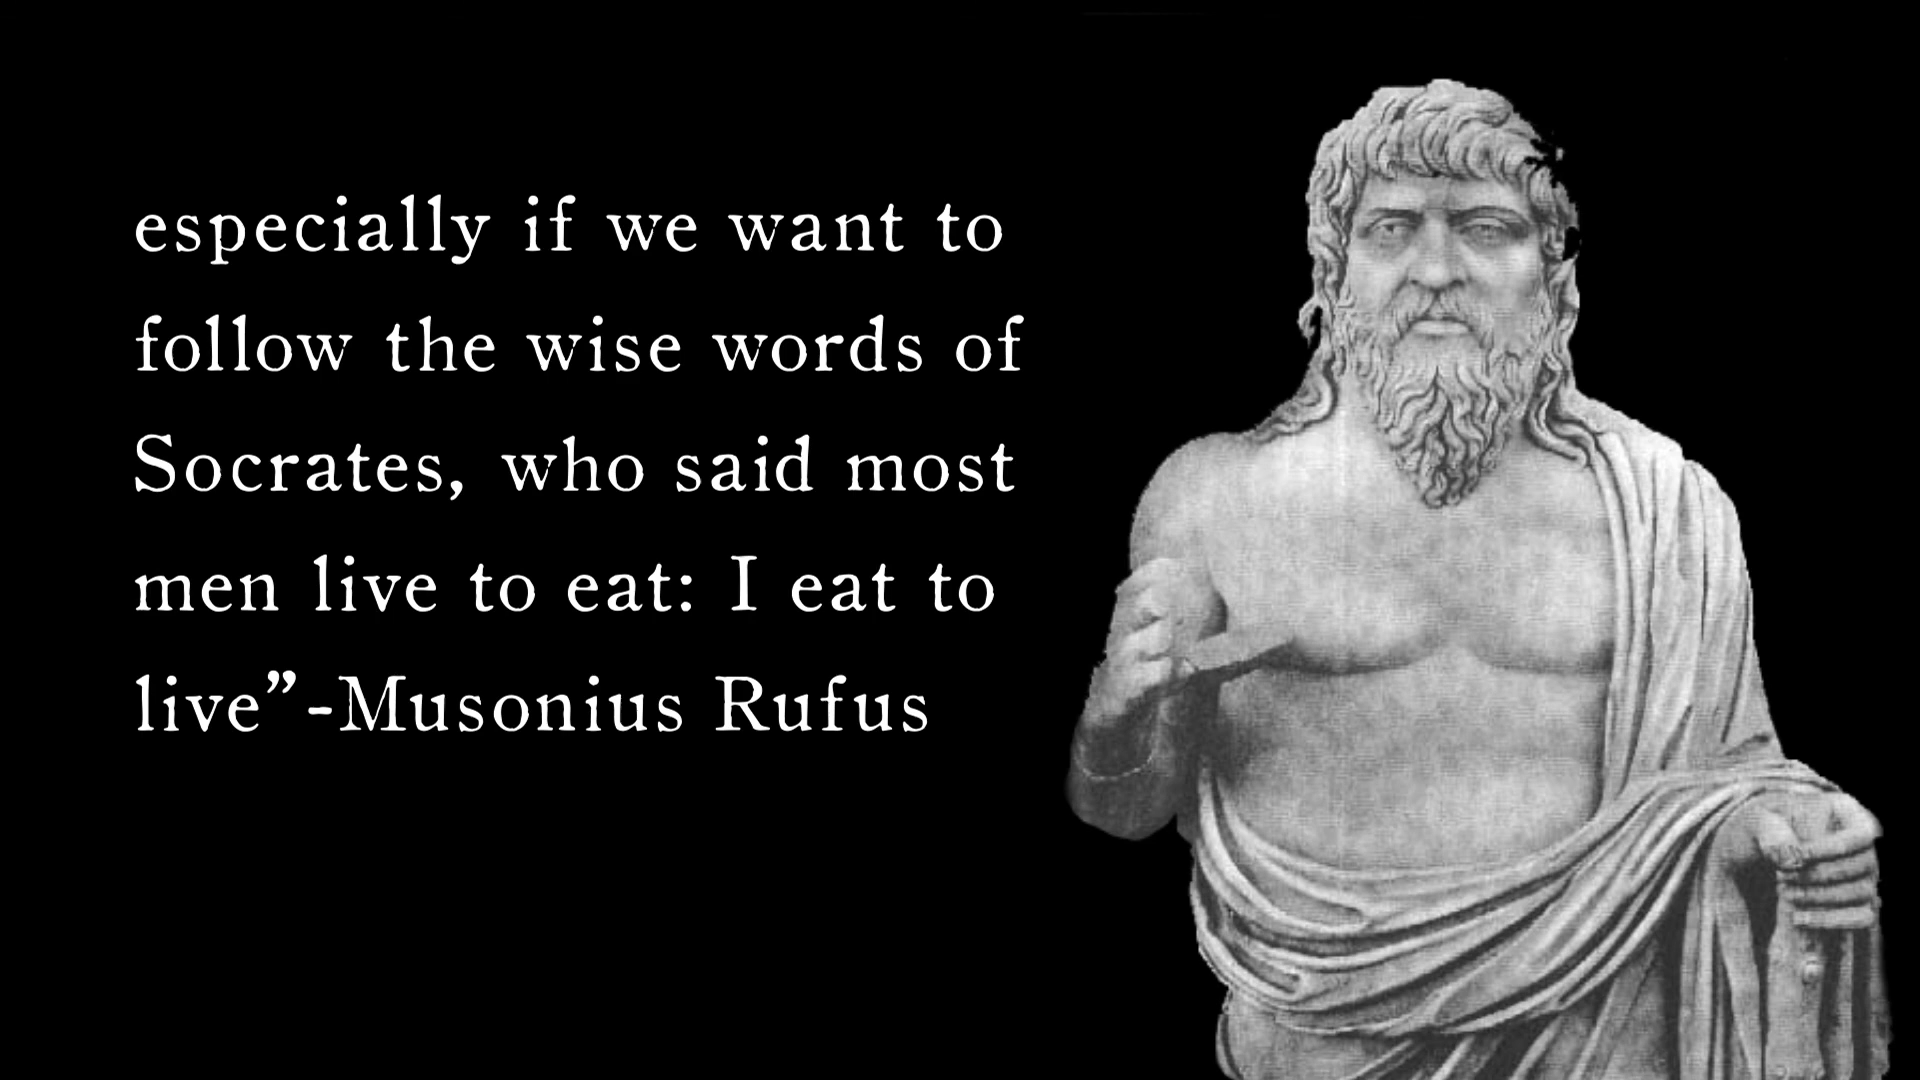 especially if we want to
follow the wise words of
Socrates, who said most
men live to eat: I eat to
live”-Musonius Rufus